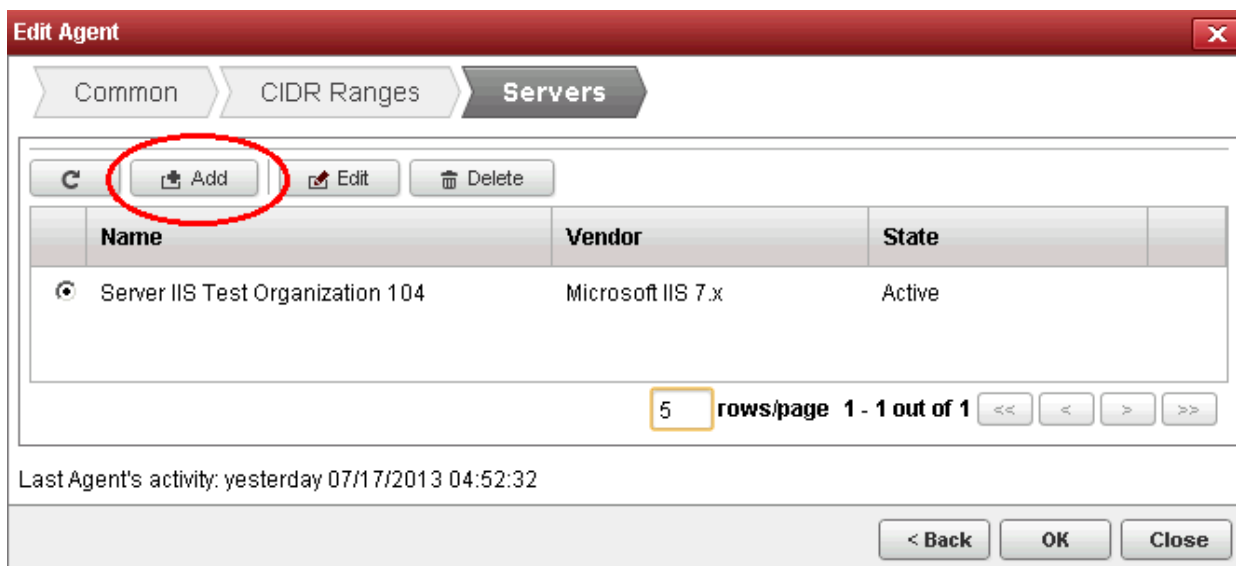 Edit Agent
Common CIDR Ranges Servers
Add Edit Delete
Name Vendor State
Server IIS Test Organization 104 Microsoft IIS 7.x Active
5 rows/page 1 - 1 out of 1 << < > >>
Last Agent's activity: yesterday 07/17/2013 04:52:32
< Back OK Close